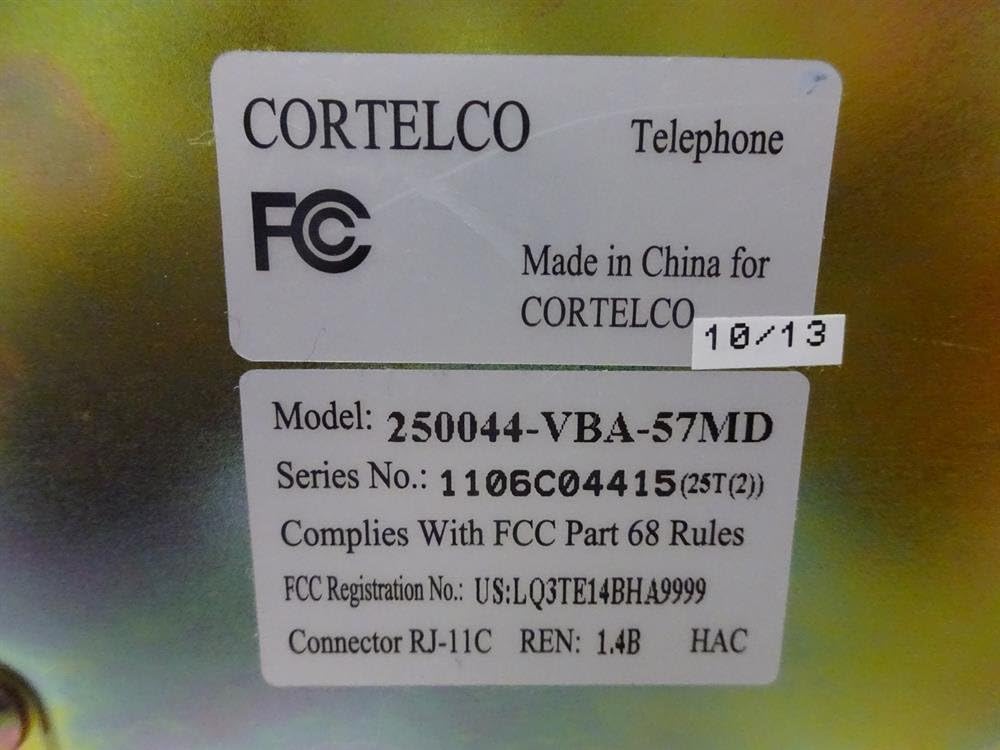 CORTELCO
Telephone
FC
Made in China for
CORTELCO
10/13
Model: 250044-VBA-57MD
Series No.: 1106C04415(25T(2))
Complies With FCC Part 68 Rules
FCC Registration No.: US:LQ3TE14BHA9999
Connector RJ-11C REN: 1.4B HAC